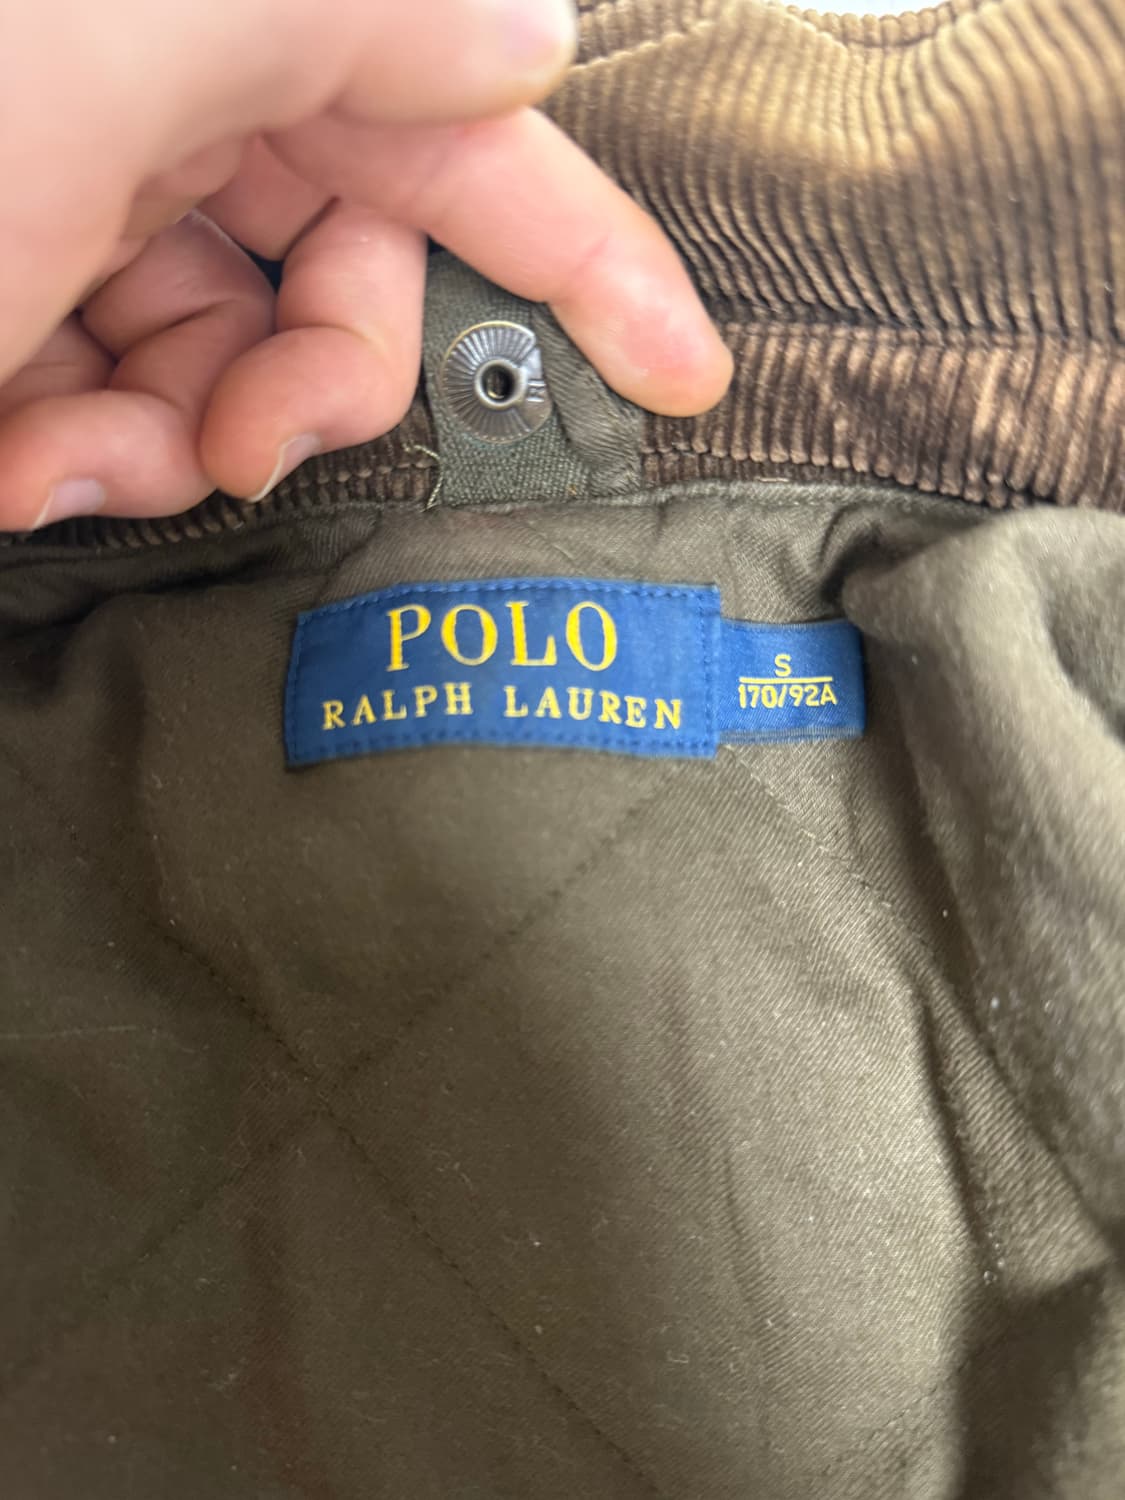 POLO
RALPH LAUREN
S
170/92A